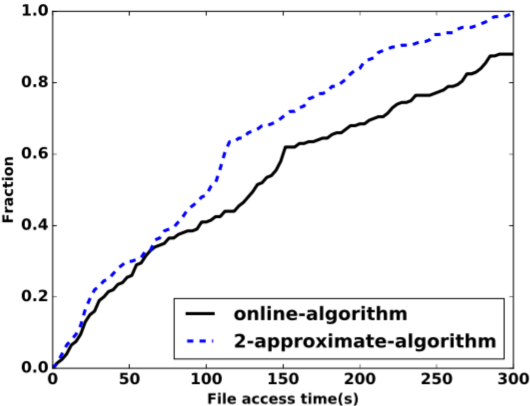 1.0
0.8
0.6
0.4
0.2
0.0
Fraction
online-algorithm
2-approximate-algorithm
0 50 100 150 200 250 300
File access time(s)